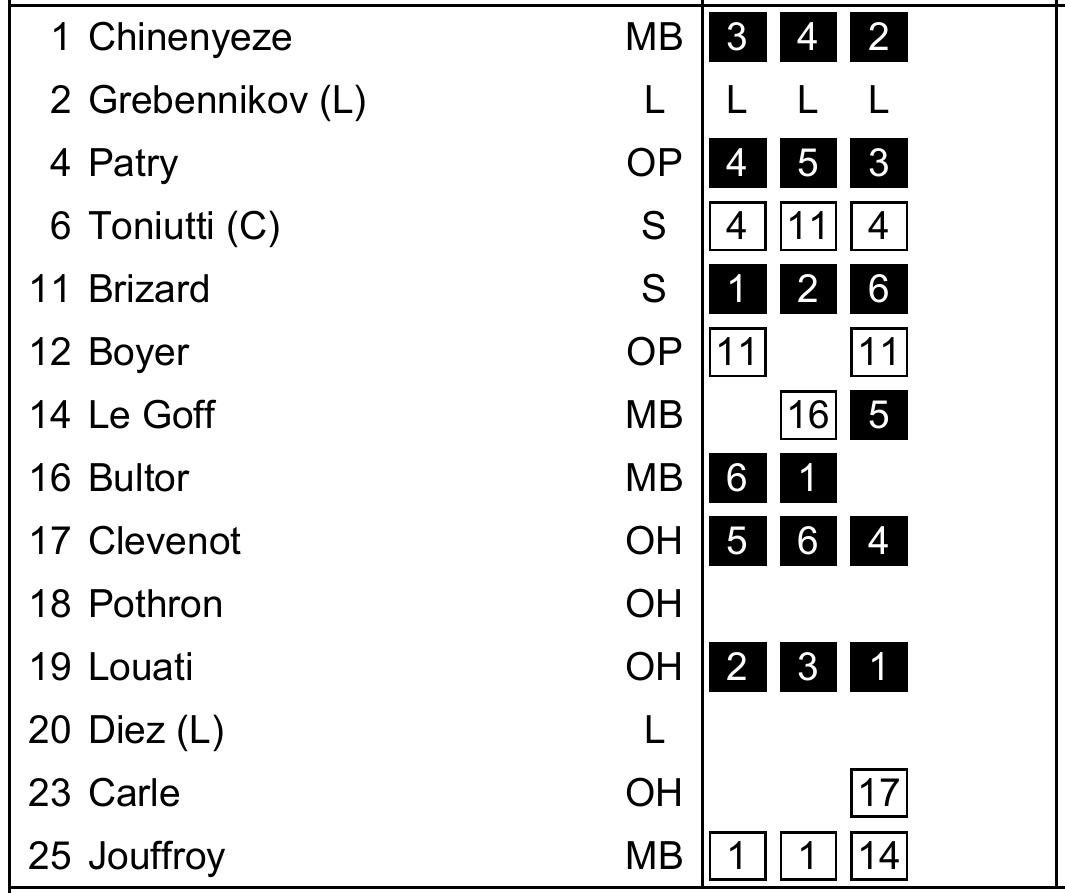 1 Chinenyeze MB 3 4 2
2 Grebennikov (L) L L L L
4 Patry OP 4 5 3
6 Toniutti (C) S 4 11 4
11 Brizard S 1 2 6
12 Boyer OP 11 11
14 Le Goff MB 16 5
16 Bultor MB 6 1
17 Clevenot OH 5 6 4
18 Pothron OH
19 Louati OH 2 3 1
20 Diez (L) L
23 Carle OH 17
25 Jouffroy MB 1 1 14